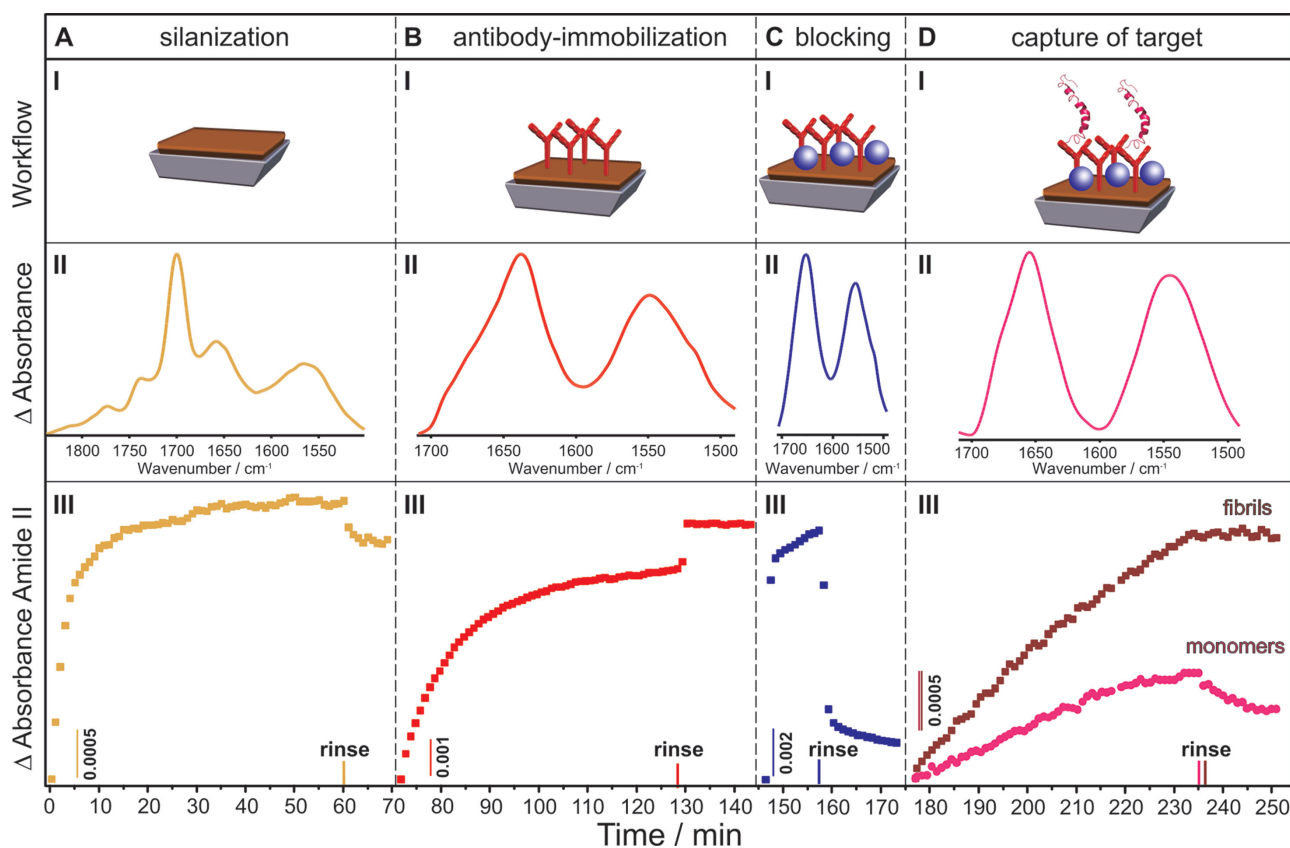 A silanization
B antibody-immobilization
C blocking
D capture of target
Workflow
I
I
I
I
Δ Absorbance
II
II
II
II
1800 1750 1700 1650 1600 1550
Wavenumber / cm⁻¹
1700 1650 1600 1550 1500
Wavenumber / cm⁻¹
1700 1600 1500
Wavenumber / cm⁻¹
1700 1650 1600 1550 1500
Wavenumber / cm⁻¹
Δ Absorbance Amide II
III
0.0005
rinse
III
0.001
rinse
III
0.002
rinse
III
fibrils
monomers
0.0005
rinse
0 10 20 30 40 50 60 70
80 90 100 110 120 130 140
150 160 170
180 190 200 210 220 230 240 250
Time / min